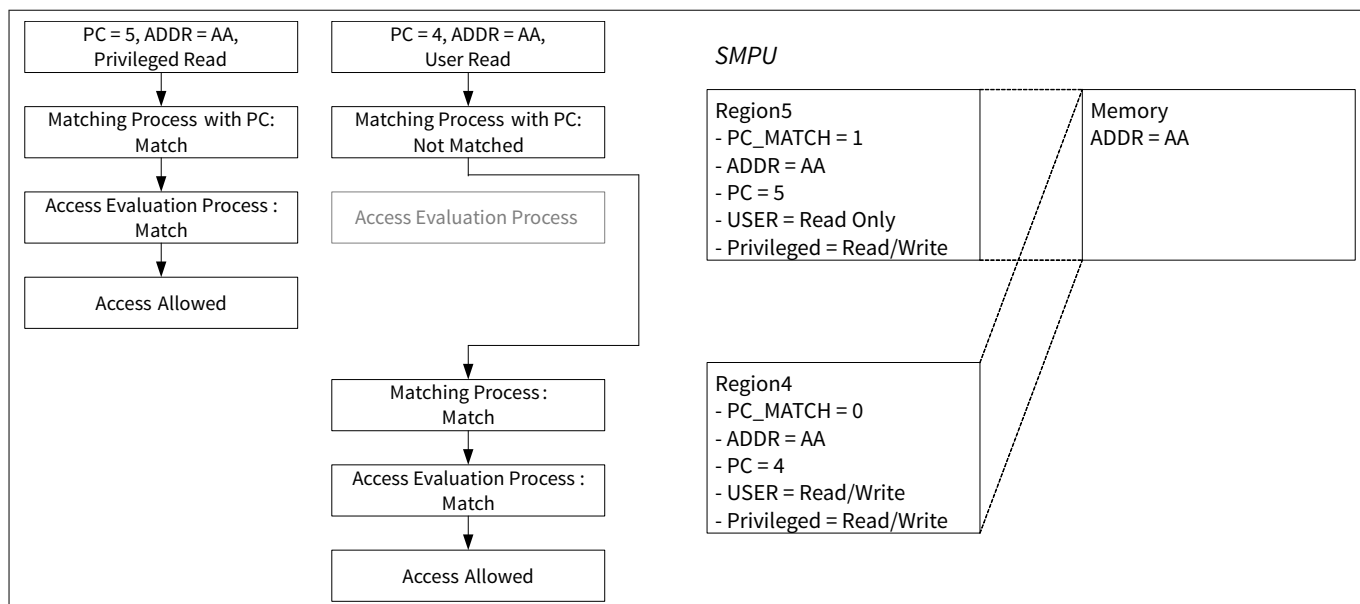 PC = 5, ADDR = AA,
Privileged Read
Matching Process with PC:
Match
Access Evaluation Process :
Match
Access Allowed
PC = 4, ADDR = AA,
User Read
Matching Process with PC:
Not Matched
Access Evaluation Process
Matching Process :
Match
Access Evaluation Process :
Match
Access Allowed
SMPU
Region5
- PC_MATCH = 1
- ADDR = AA
- PC = 5
- USER = Read Only
- Privileged = Read/Write
Memory
ADDR = AA
Region4
- PC_MATCH = 0
- ADDR = AA
- PC = 4
- USER = Read/Write
- Privileged = Read/Write